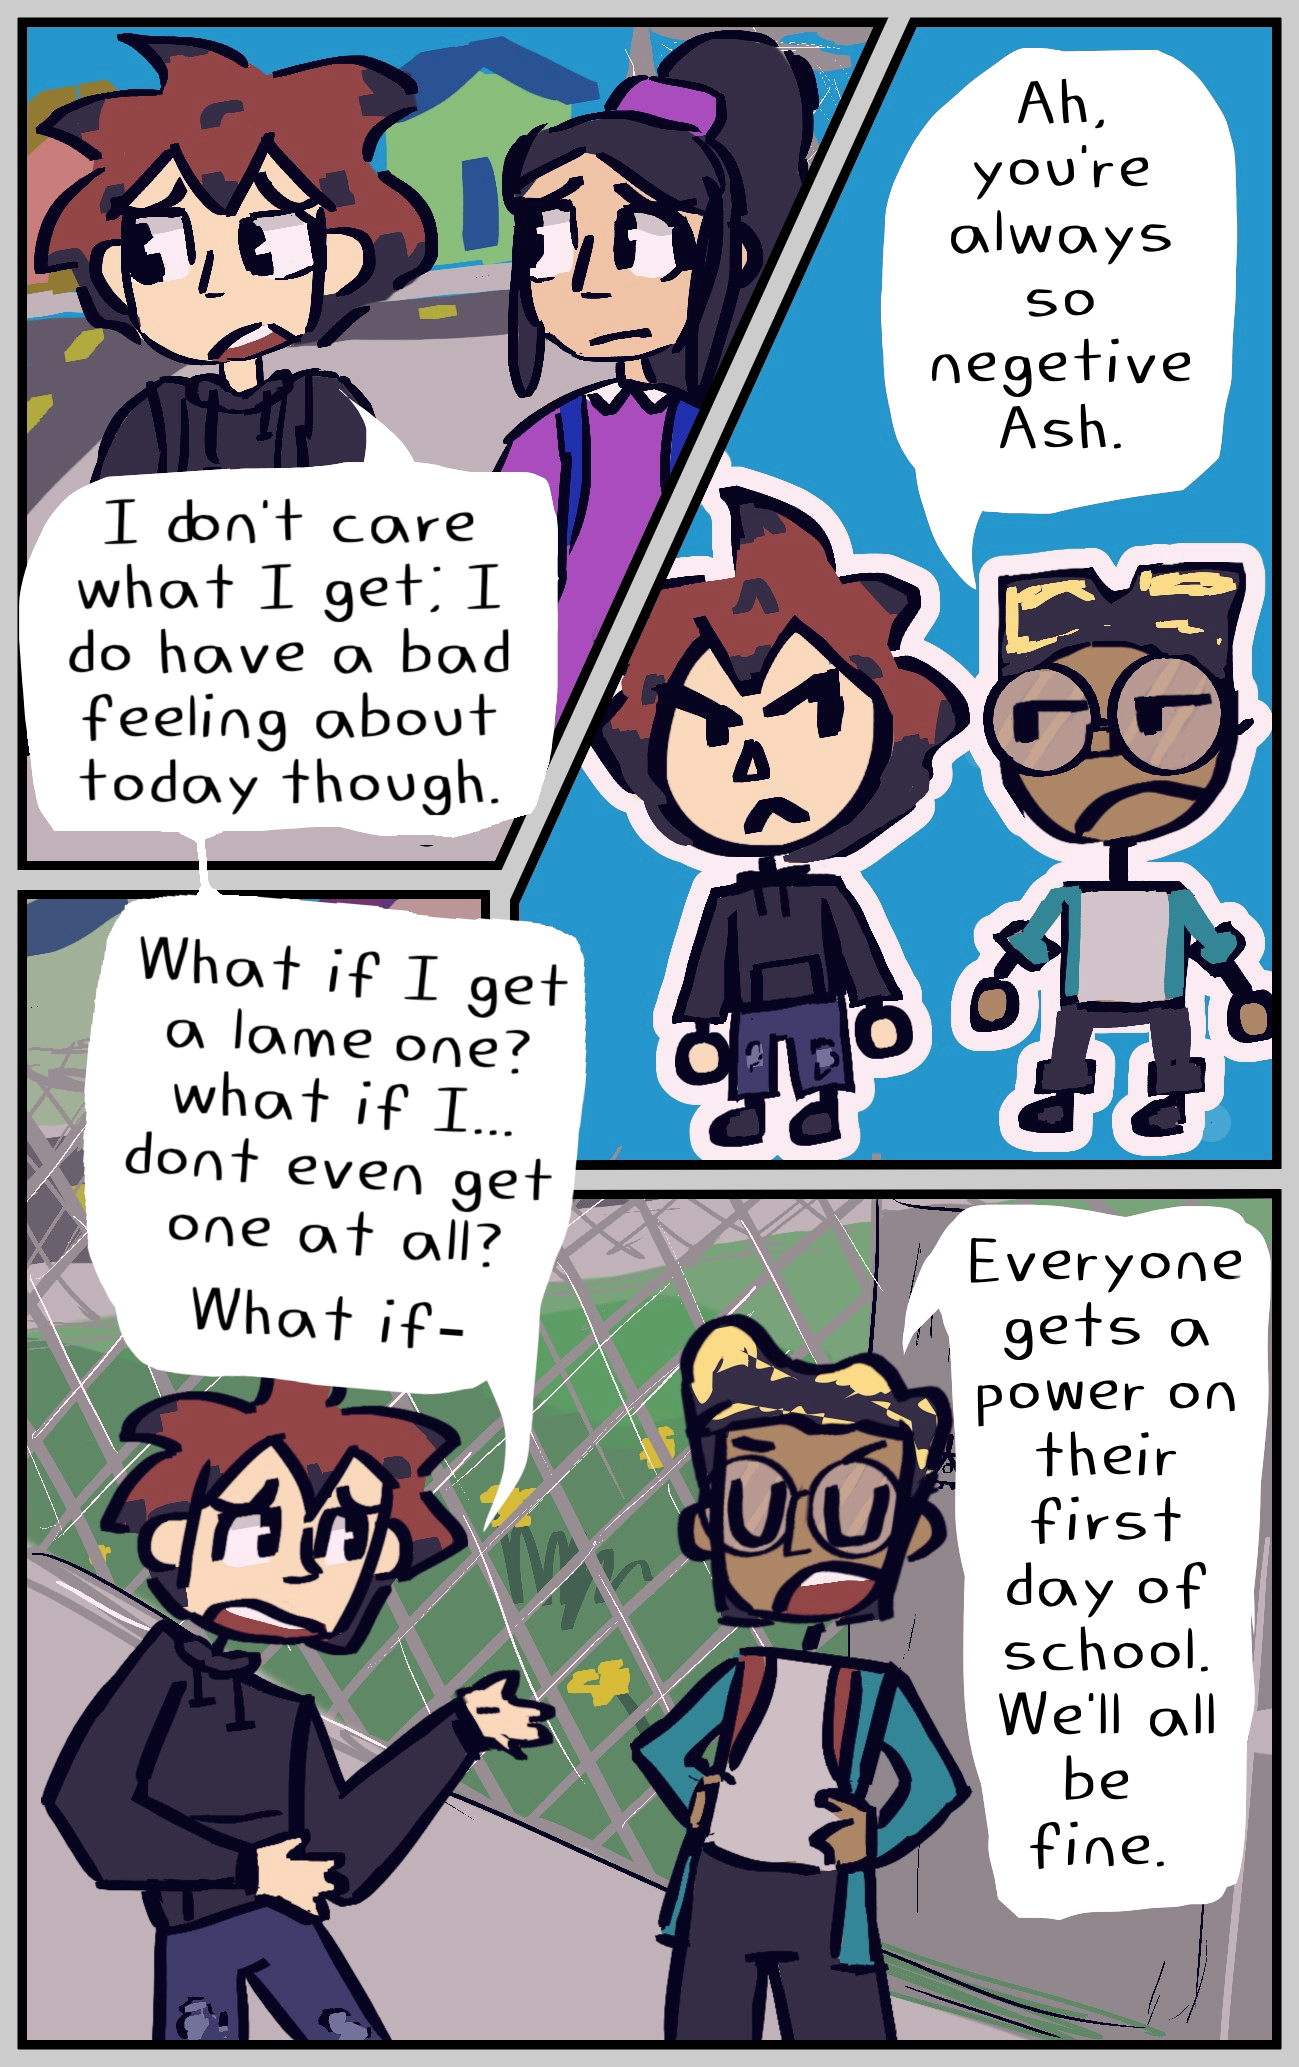 I don't care
what I get; I
do have a bad
feeling about
today though.
Ah,
you're
always
so
negetive
Ash.
What if I get
a lame one?
what if I...
dont even get
one at all?
What if-
Everyone
gets a
power on
their
first
day of
school.
We'll all
be
fine.